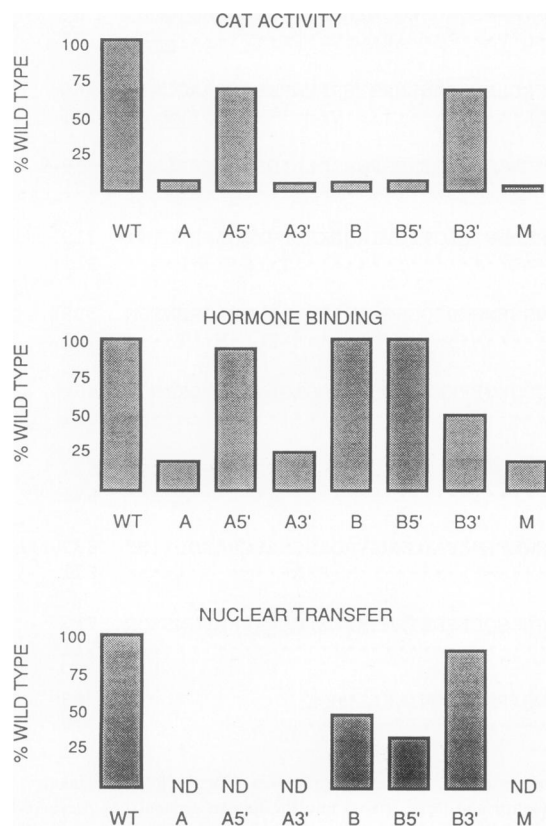 CAT ACTIVITY
% WILD TYPE
100
75
50
25
WT A A5' A3' B B5' B3' M
HORMONE BINDING
% WILD TYPE
100
75
50
25
WT A A5' A3' B B5' B3' M
NUCLEAR TRANSFER
% WILD TYPE
100
75
50
25
ND ND ND ND
WT A A5' A3' B B5' B3' M